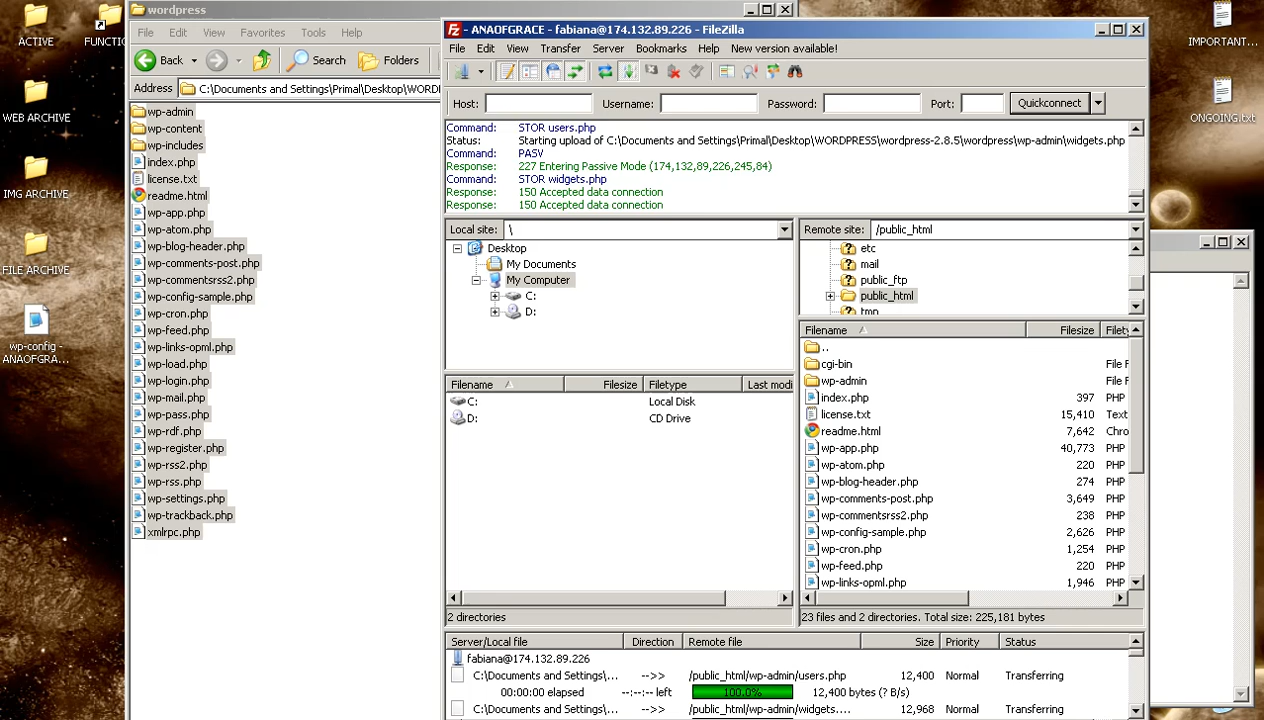 ACTIVE
FUNCTIO
WEB ARCHIVE
IMG ARCHIVE
FILE ARCHIVE
wp-config -
ANAOFGRA...
wordpress
File Edit View Favorites Tools Help
Back Search Folders
Address C:\Documents and Settings\Primal\Desktop\WORD
wp-admin
wp-content
wp-includes
index.php
license.txt
readme.html
wp-app.php
wp-atom.php
wp-blog-header.php
wp-comments-post.php
wp-commentsrss2.php
wp-config-sample.php
wp-cron.php
wp-feed.php
wp-links-opml.php
wp-load.php
wp-login.php
wp-mail.php
wp-pass.php
wp-rdf.php
wp-register.php
wp-rss2.php
wp-rss.php
wp-settings.php
wp-trackback.php
xmlrpc.php
- ANAOFGRACE - fabiana@174.132.89.226 - FileZilla
File Edit View Transfer Server Bookmarks Help New version available!
Host: Username: Password: Port: Quickconnect
Command: STOR users.php
Status: Starting upload of C:\Documents and Settings\Primal\Desktop\WORDPRESS\wordpress-2.8.5\wordpress\wp-admin\widgets.php
Command: PASV
Response: 227 Entering Passive Mode (174,132,89,226,245,84)
Command: STOR widgets.php
Response: 150 Accepted data connection
Response: 150 Accepted data connection
Local site: \
Desktop
My Documents
My Computer
C:
D:
Filename Filesize Filetype Last modi
C: Local Disk
D: CD Drive
2 directories
Remote site: /public_html
etc
mail
public_ftp
public_html
tmp
Filename Filesize Filety
..
cgi-bin File F
wp-admin File F
index.php 397 PHP
license.txt 15,410 Text
readme.html 7,642 Chro
wp-app.php 40,773 PHP
wp-atom.php 220 PHP
wp-blog-header.php 274 PHP
wp-comments-post.php 3,649 PHP
wp-commentsrss2.php 238 PHP
wp-config-sample.php 2,626 PHP
wp-cron.php 1,254 PHP
wp-feed.php 220 PHP
wp-links-opml.php 1,946 PHP
23 files and 2 directories. Total size: 225,181 bytes
Server/Local file Direction Remote file Size Priority Status
fabiana@174.132.89.226
C:\Documents and Settings\... -->> /public_html/wp-admin/users.php 12,400 Normal Transferring
00:00:00 elapsed --:--:-- left 100.0% 12,400 bytes (? B/s)
C:\Documents and Settings\... -->> /public_html/wp-admin/widgets.... 12,968 Normal Transferring
IMPORTANT...
ONGOING.txt